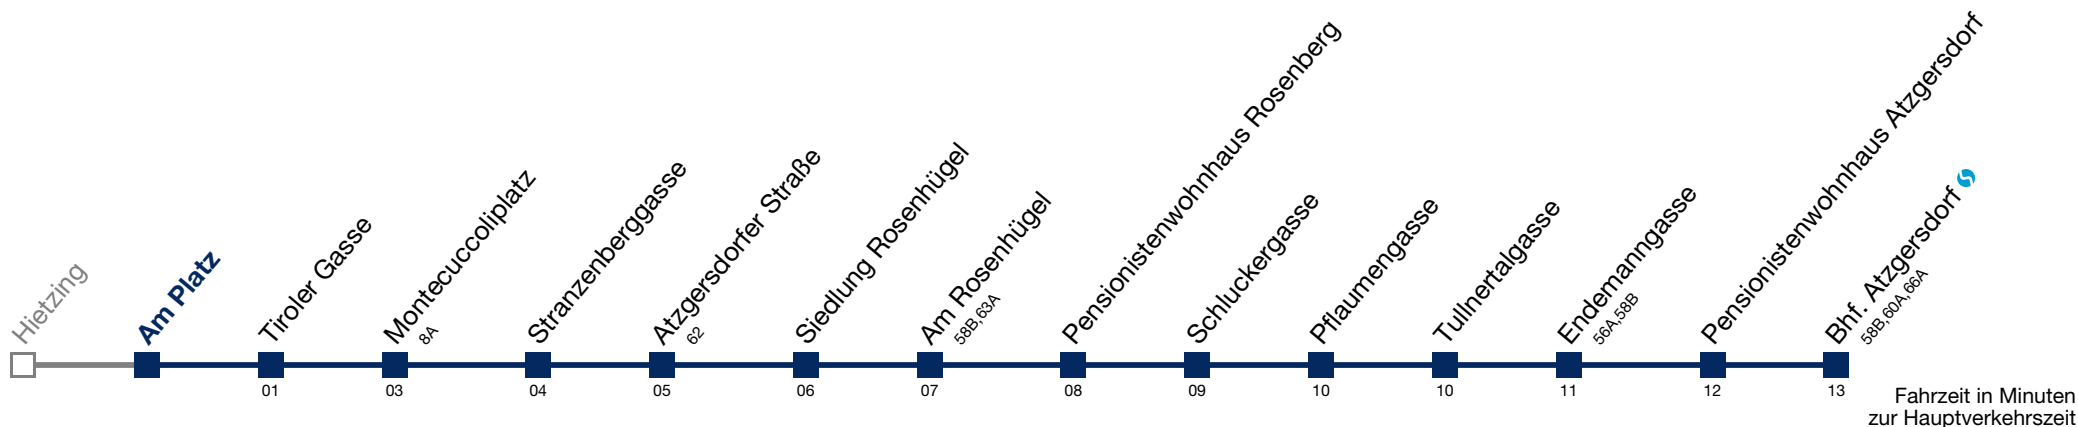 Hietzing
Am Platz
Tiroler Gasse
01
Montecuccoliplatz
8A
03
Stranzenberggasse
04
Atzgersdorfer Straße
62
05
Siedlung Rosenhügel
06
Am Rosenhügel
58B,63A
07
Pensionistenwohnhaus Rosenberg
08
Schluckergasse
09
Pflaumengasse
10
Tullnertalgasse
10
Endemanngasse
56A,58B
11
Pensionistenwohnhaus Atzgersdorf
12
Bhf. Atzgersdorf
58B,60A,66A
13
Fahrzeit in Minuten
zur Hauptverkehrszeit